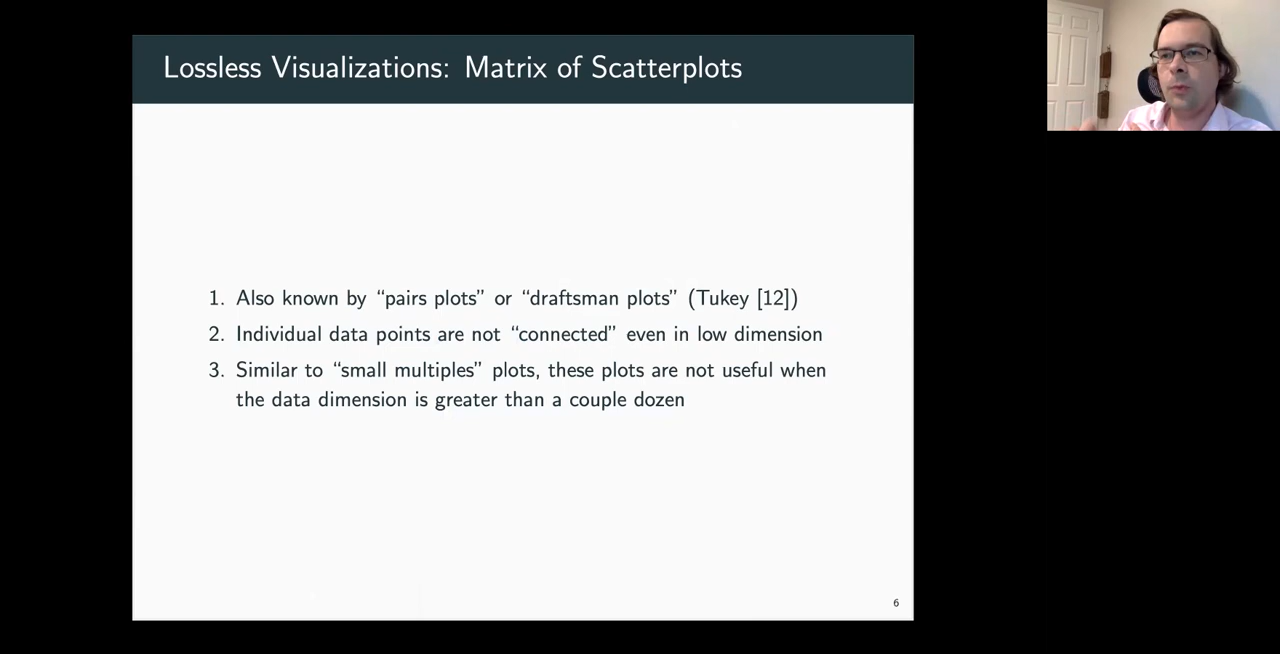 Lossless Visualizations: Matrix of Scatterplots
1. Also known by “pairs plots” or “draftsman plots” (Tukey [12])
2. Individual data points are not “connected” even in low dimension
3. Similar to “small multiples” plots, these plots are not useful when
the data dimension is greater than a couple dozen
6